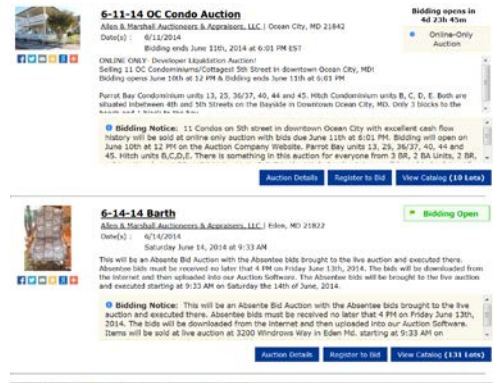 6-11-14 OC Condo Auction
Allen & Marshall Auctioneers & Appraisers, LLC | Ocean City, MD 21842
Date(s) : 6/11/2014
Bidding ends June 11th, 2014 at 6:01 PM EST
Bidding opens in
4d 23h 45m
Online-Only
Auction
ONLINE ONLY- Developer Liquidation Auction!
Selling 11 OC Condominiums/Cottages! 5th Street in downtown Ocean City, MD!
Bidding opens June 10th at 12 PM & Bidding ends June 11th at 6:01 PM
Parrot Bay Condominium units 13, 25, 36/37, 40, 44 and 45. Hitch Condominium units B, C, D, E. Both are
situated inbetween 4th and 5th Streets on the Bayside in Downtown Ocean City, MD. Only 3 blocks to the
beach and 1 block to the bay.
Bidding Notice: 11 Condos on 5th street in downtown Ocean City with excellent cash flow
history will be sold at online only auction with bids due June 11th at 6:01 PM. Bidding will open on
June 10th at 12 PM on the Auction Company Website. Parrot Bay Units 13, 25, 36/37, 40, 44 and
45. Hitch units B,C,D,E. There is something in this auction for everyone from 3 BR, 2 BA Units, 2 BR,
Auction Details
Register to Bid
View Catalog (10 Lots)
6-14-14 Barth
Allen & Marshall Auctioneers & Appraisers, LLC | Eden, MD 21822
Date(s) : 6/14/2014
Saturday June 14, 2014 at 9:33 AM
Bidding Open
This will be an Absente Bid Auction with the Absentee bids brought to the live auction and executed there.
Absentee bids must be received no later that 4 PM on Friday June 13th, 2014. The bids will be downloaded from
the internet and then uploaded into our Auction Software. The Absentee bids will be brought to the live auction
and executed starting at 9:33 AM on Saturday the 14th of June, 2014.
Bidding Notice: This will be an Absente Bid Auction with the Absentee bids brought to the live
auction and executed there. Absentee bids must be received no later that 4 PM on Friday June 13th,
2014. The bids will be downloaded from the internet and then uploaded into our Auction Software.
Items will be sold at live auction at 3200 Windrows Way in Eden Md. starting at 9:33 AM on
Auction Details
Register to Bid
View Catalog (131 Lots)